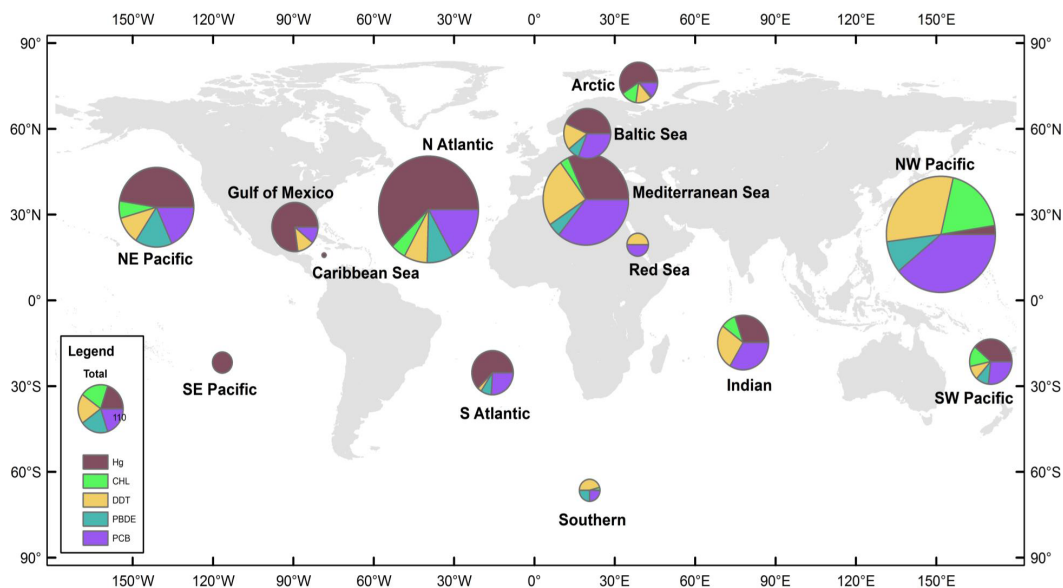 150°W 120°W 90°W 60°W 30°W 0° 30°E 60°E 90°E 120°E 150°E
90° 90°
Arctic
60°N Baltic Sea 60°N
N Atlantic NW Pacific
Gulf of Mexico Mediterranean Sea
30°N 30°N
NE Pacific Caribbean Sea Red Sea
0° 0°
Legend
Total
110
Hg
CHL
DDT
PBDE
PCB
SE Pacific S Atlantic Indian SW Pacific
30°S 30°S
60°S 60°S
Southern
90° 90°
150°W 120°W 90°W 60°W 30°W 0° 30°E 60°E 90°E 120°E 150°E